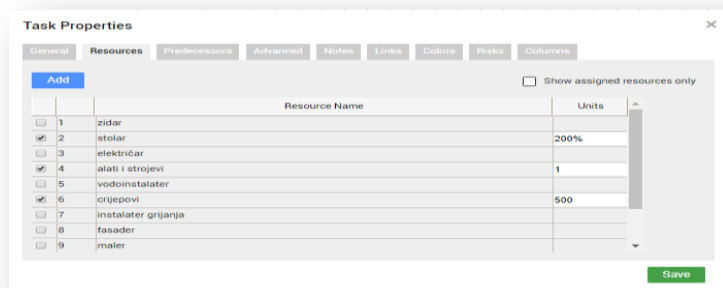 Task Properties
General Resources Predecessors Advanced Notes Links Colors Risks Columns
Add Show assigned resources only
Resource Name Units
1 zidar
2 stolar 200%
3 električar
4 alati i strojevi 1
5 vodoinstalater
6 crijepovi 500
7 instalater grijanja
8 fasader
9 maler
Save